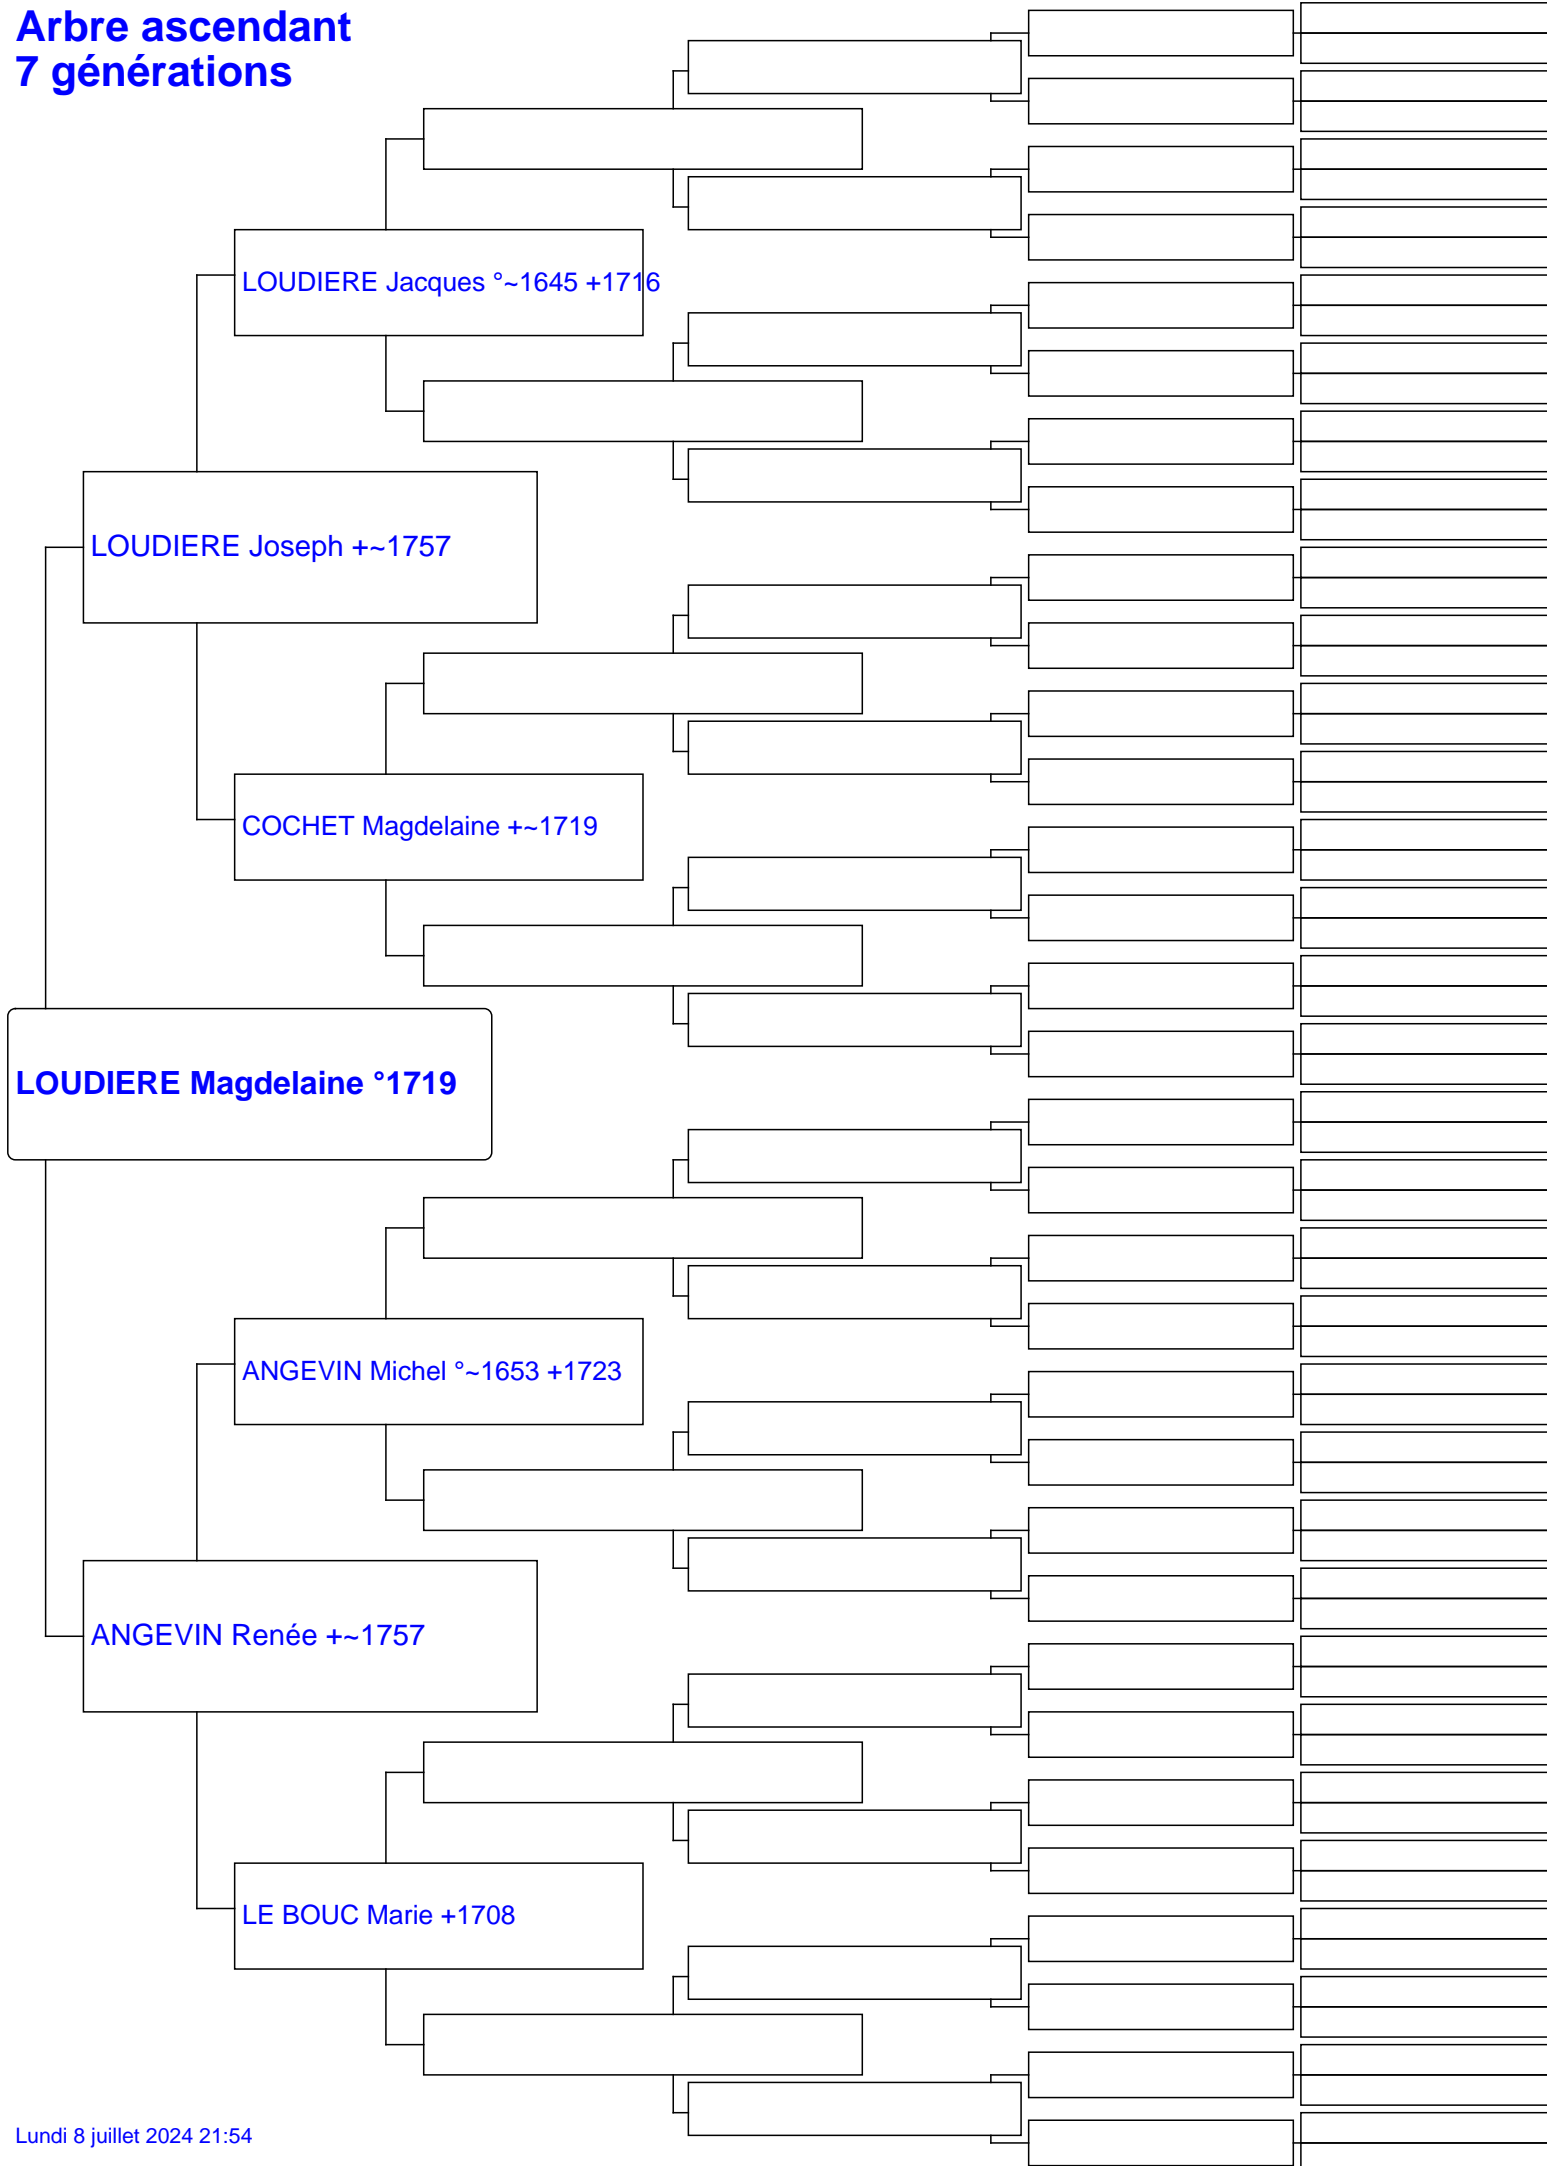 Arbre ascendant
7 générations
LOUDIERE Jacques °~1645 +1716
LOUDIERE Joseph +~1757
COCHET Magdelaine +~1719
LOUDIERE Magdelaine °1719
ANGEVIN Michel °~1653 +1723
ANGEVIN Renée +~1757
LE BOUC Marie +1708
Lundi 8 juillet 2024 21:54